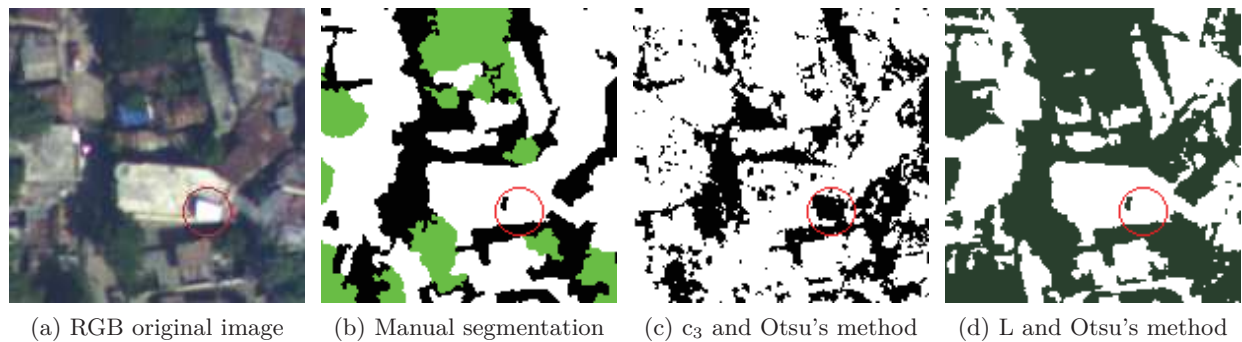 (a) RGB original image
(b) Manual segmentation
(c) c₃ and Otsu's method
(d) L and Otsu's method